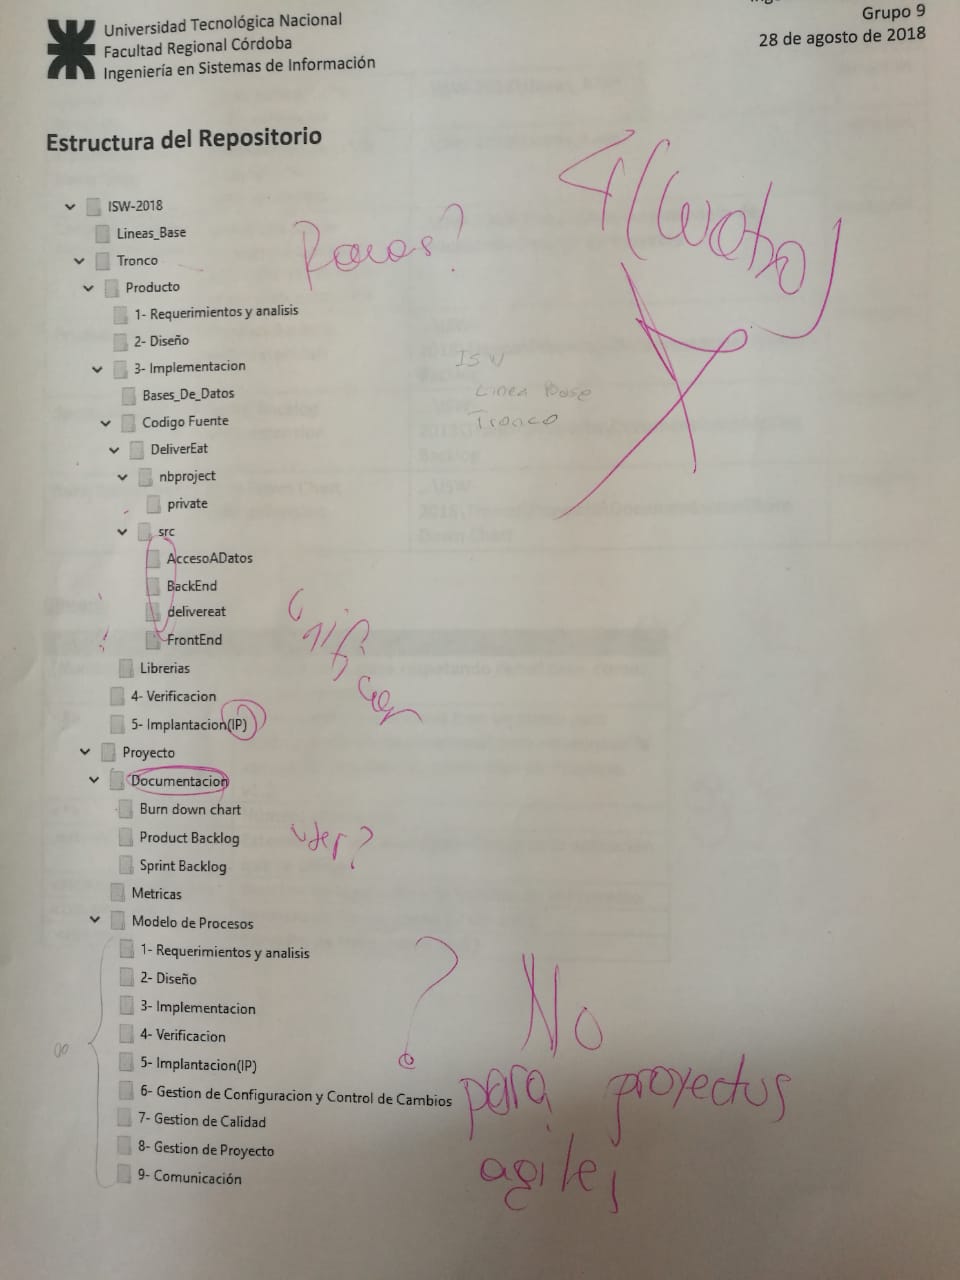 Universidad Tecnológica Nacional
Facultad Regional Córdoba
Ingeniería en Sistemas de Información
Grupo 9
28 de agosto de 2018
Estructura del Repositorio
ISW-2018
Lineas_Base
Tronco
Producto
1- Requerimientos y analisis
2- Diseño
3- Implementacion
Bases_De_Datos
Codigo Fuente
DeliverEat
nbproject
private
src
AccesoADatos
BackEnd
delivereat
FrontEnd
Librerias
4- Verificacion
5- Implantacion(IP)
Proyecto
Documentacion
Burn down chart
Product Backlog
Sprint Backlog
Metricas
Modelo de Procesos
1- Requerimientos y analisis
2- Diseño
3- Implementacion
4- Verificacion
5- Implantacion(IP)
6- Gestion de Configuracion y Control de Cambios
7- Gestion de Calidad
8- Gestion de Proyecto
9- Comunicación
4 (cuatro)
ISW
Linea Base
Tronco
?
No
para proyectos
agiles